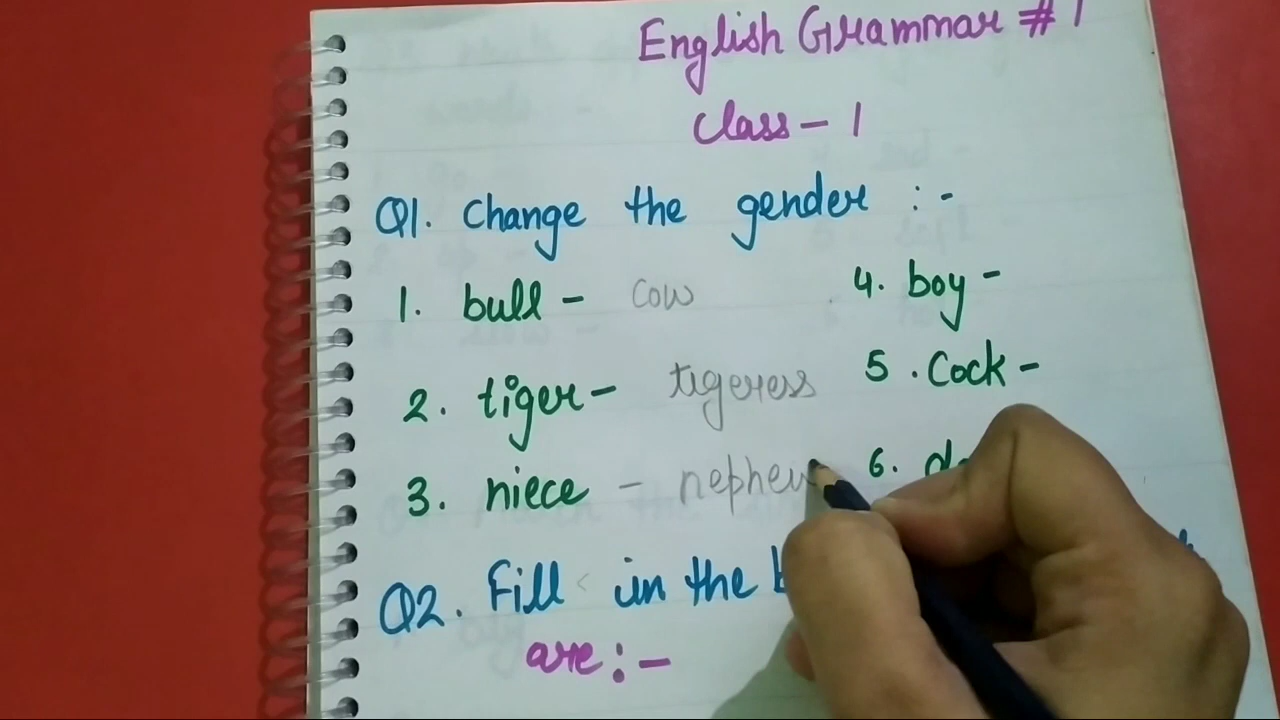 English Grammar # 1
Class - 1
Q1. Change the gender :-
1. bull - cow
4. boy -
2. tiger - tigeress
5. Cock -
3. niece - nephew
6.
Q2. Fill in the
are :-